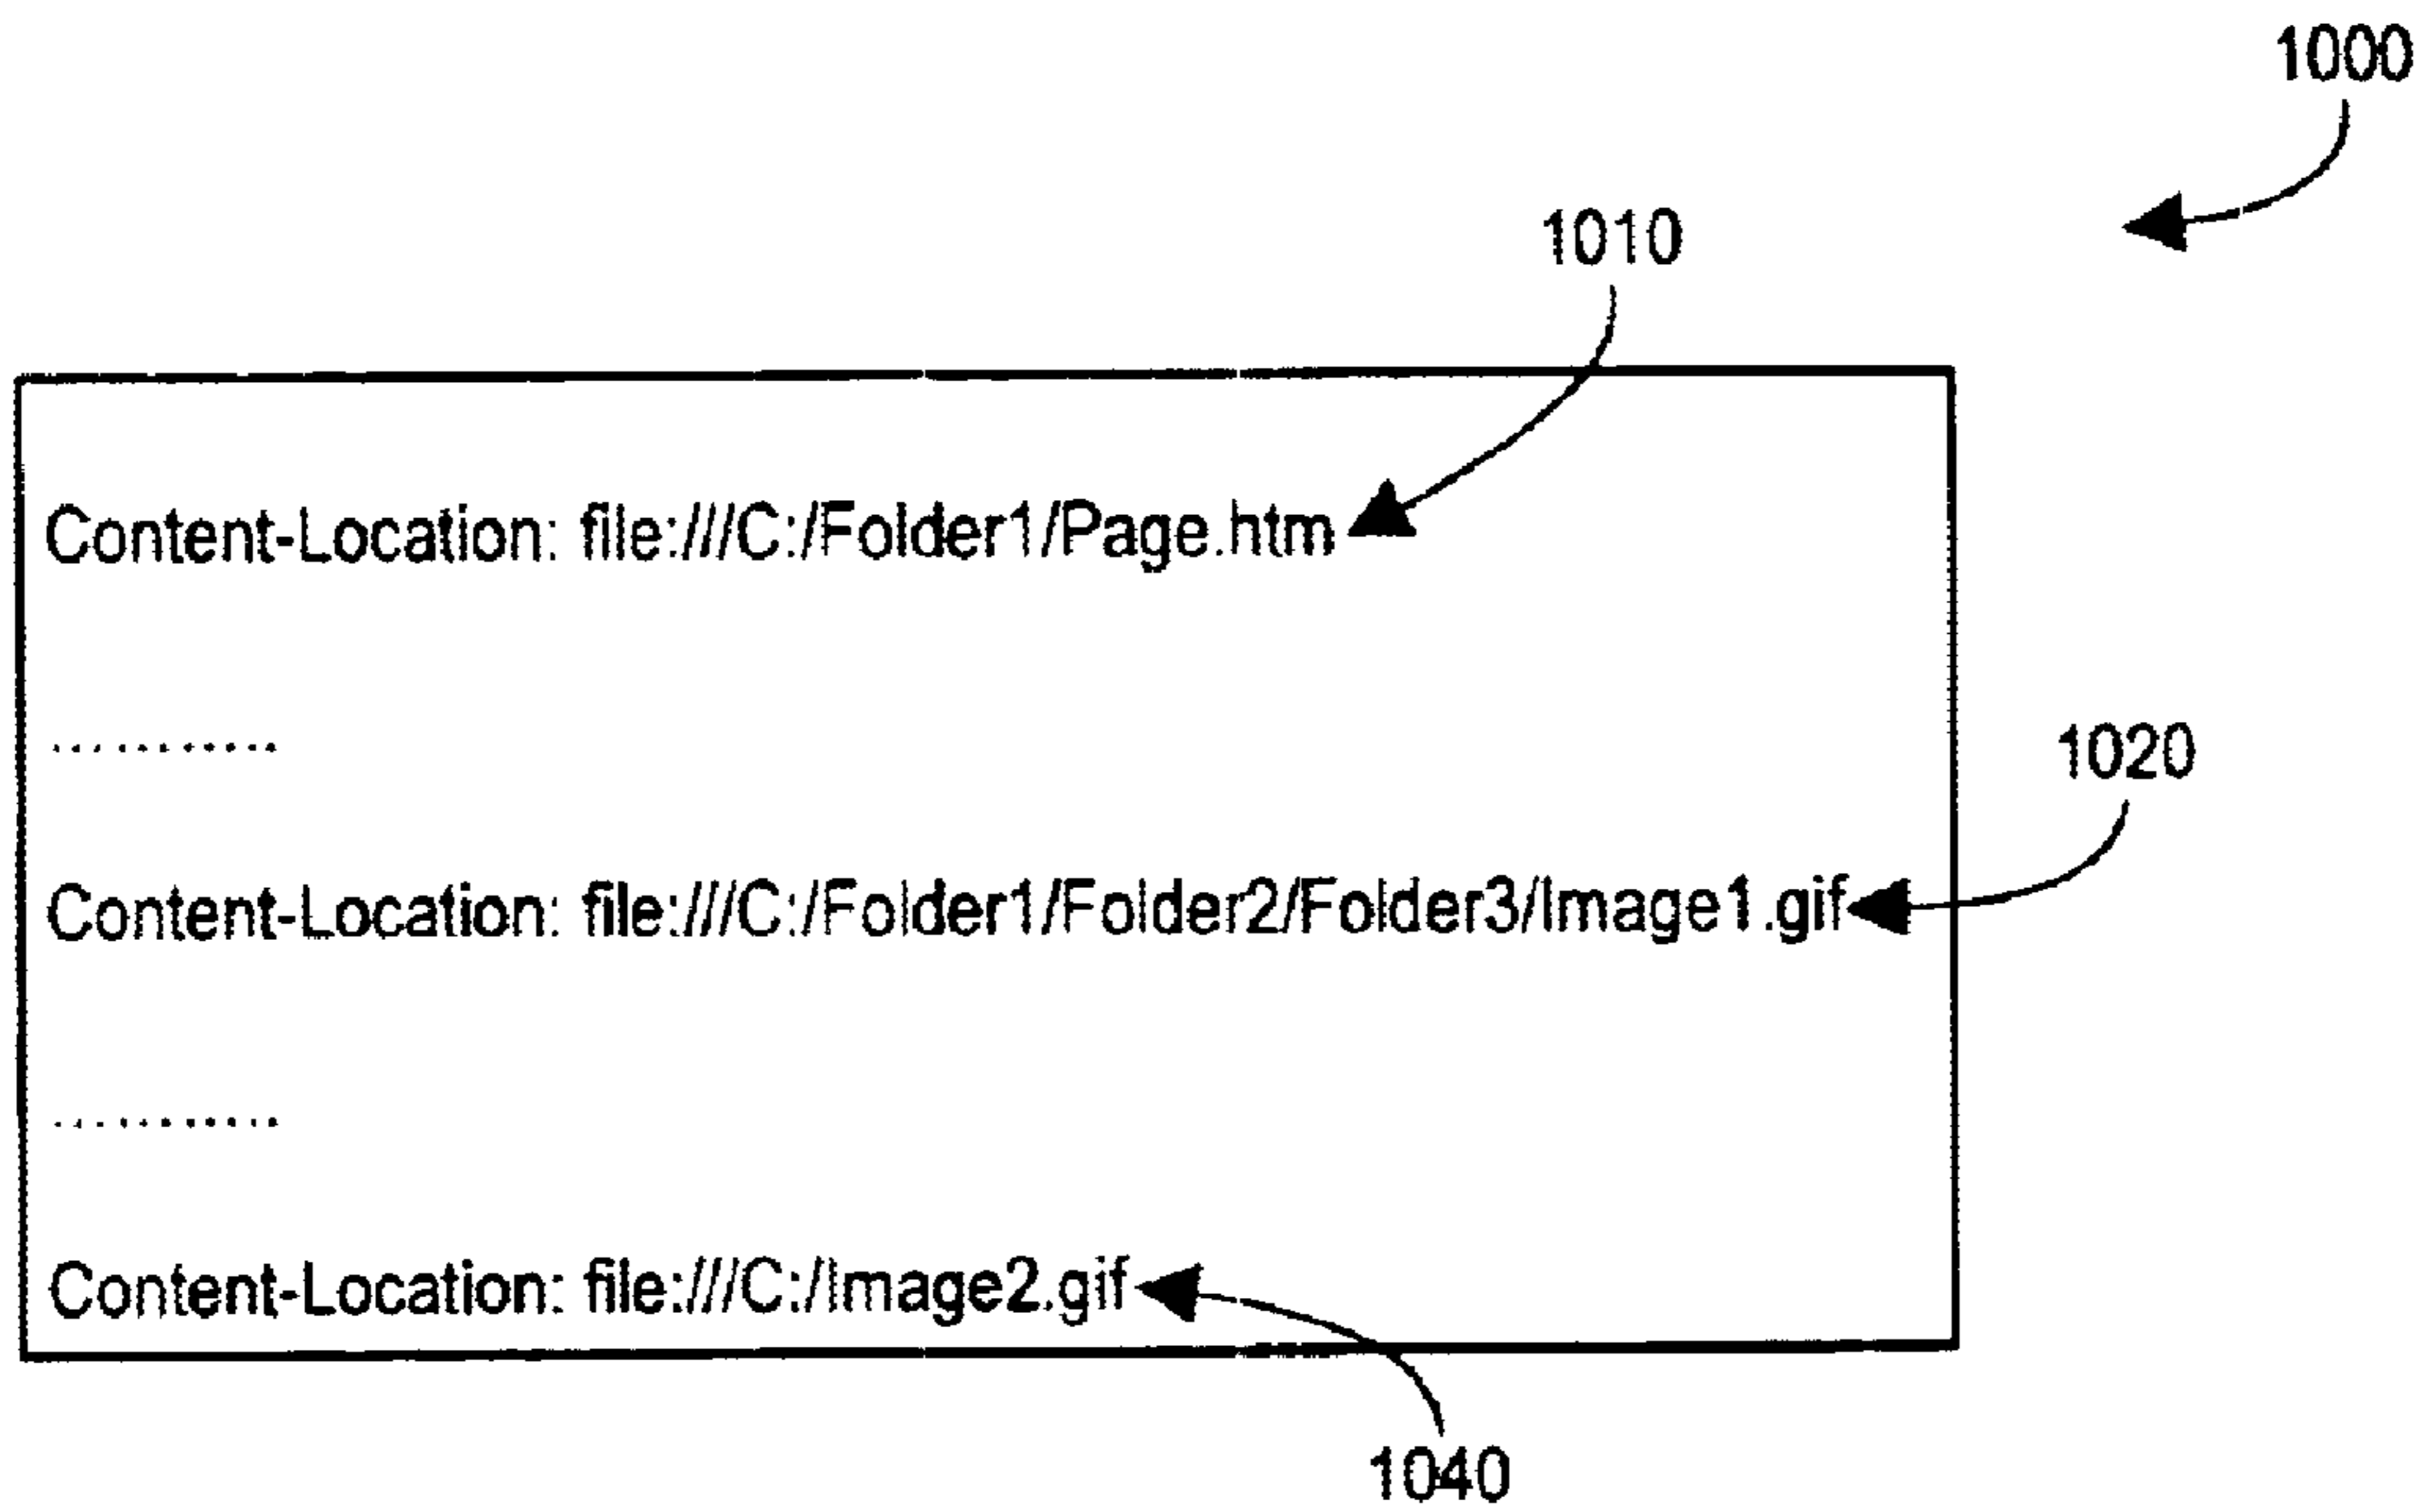 1000
1010
Content-Location: file:///C:/Folder1/Page.htm
...........
1020
Content-Location: file:///C:/Folder1/Folder2/Folder3/Image1.gif
...........
Content-Location: file:///C:/Image2.gif
1040